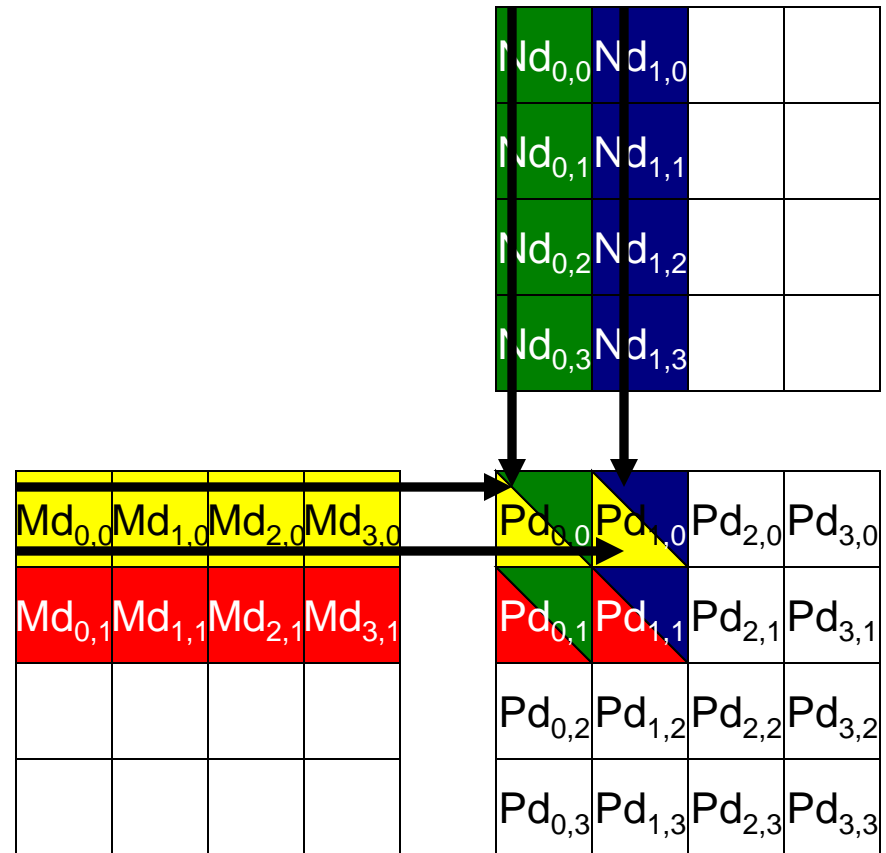 Nd0,0 Nd1,0
Nd0,1 Nd1,1
Nd0,2 Nd1,2
Nd0,3 Nd1,3
Md0,0 Md1,0 Md2,0 Md3,0 Pd0,0 Pd1,0 Pd2,0 Pd3,0
Md0,1 Md1,1 Md2,1 Md3,1 Pd0,1 Pd1,1 Pd2,1 Pd3,1
Pd0,2 Pd1,2 Pd2,2 Pd3,2
Pd0,3 Pd1,3 Pd2,3 Pd3,3